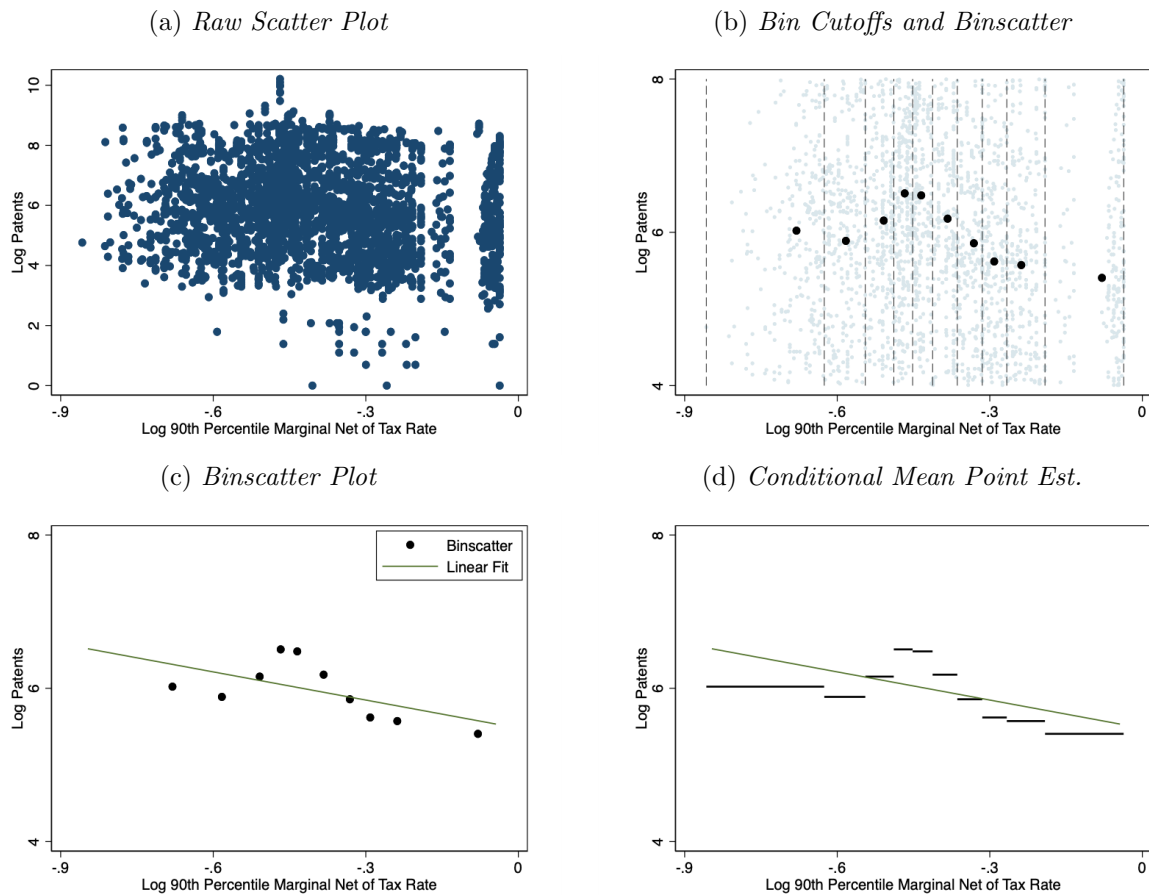 (a) Raw Scatter Plot
Log Patents
10
8
6
4
2
0
-.9
-.6
-.3
0
Log 90th Percentile Marginal Net of Tax Rate
(b) Bin Cutoffs and Binscatter
Log Patents
8
6
4
-.9
-.6
-.3
0
Log 90th Percentile Marginal Net of Tax Rate
(c) Binscatter Plot
Log Patents
8
6
4
Binscatter
Linear Fit
-.9
-.6
-.3
0
Log 90th Percentile Marginal Net of Tax Rate
(d) Conditional Mean Point Est.
Log Patents
8
6
4
-.9
-.6
-.3
0
Log 90th Percentile Marginal Net of Tax Rate